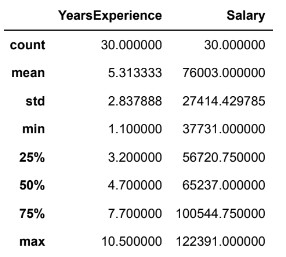 YearsExperience Salary
count 30.000000 30.000000
mean 5.313333 76003.000000
std 2.837888 27414.429785
min 1.100000 37731.000000
25% 3.200000 56720.750000
50% 4.700000 65237.000000
75% 7.700000 100544.750000
max 10.500000 122391.000000